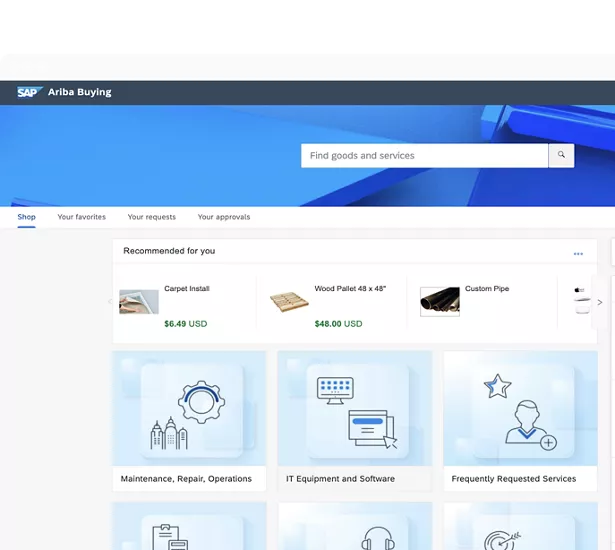 SAP Ariba Buying
Find goods and services
Shop Your favorites Your requests Your approvals
Recommended for you
Carpet Install
$6.49 USD
Wood Pallet 48 x 48"
$48.00 USD
Custom Pipe
Maintenance, Repair, Operations
IT Equipment and Software
Frequently Requested Services